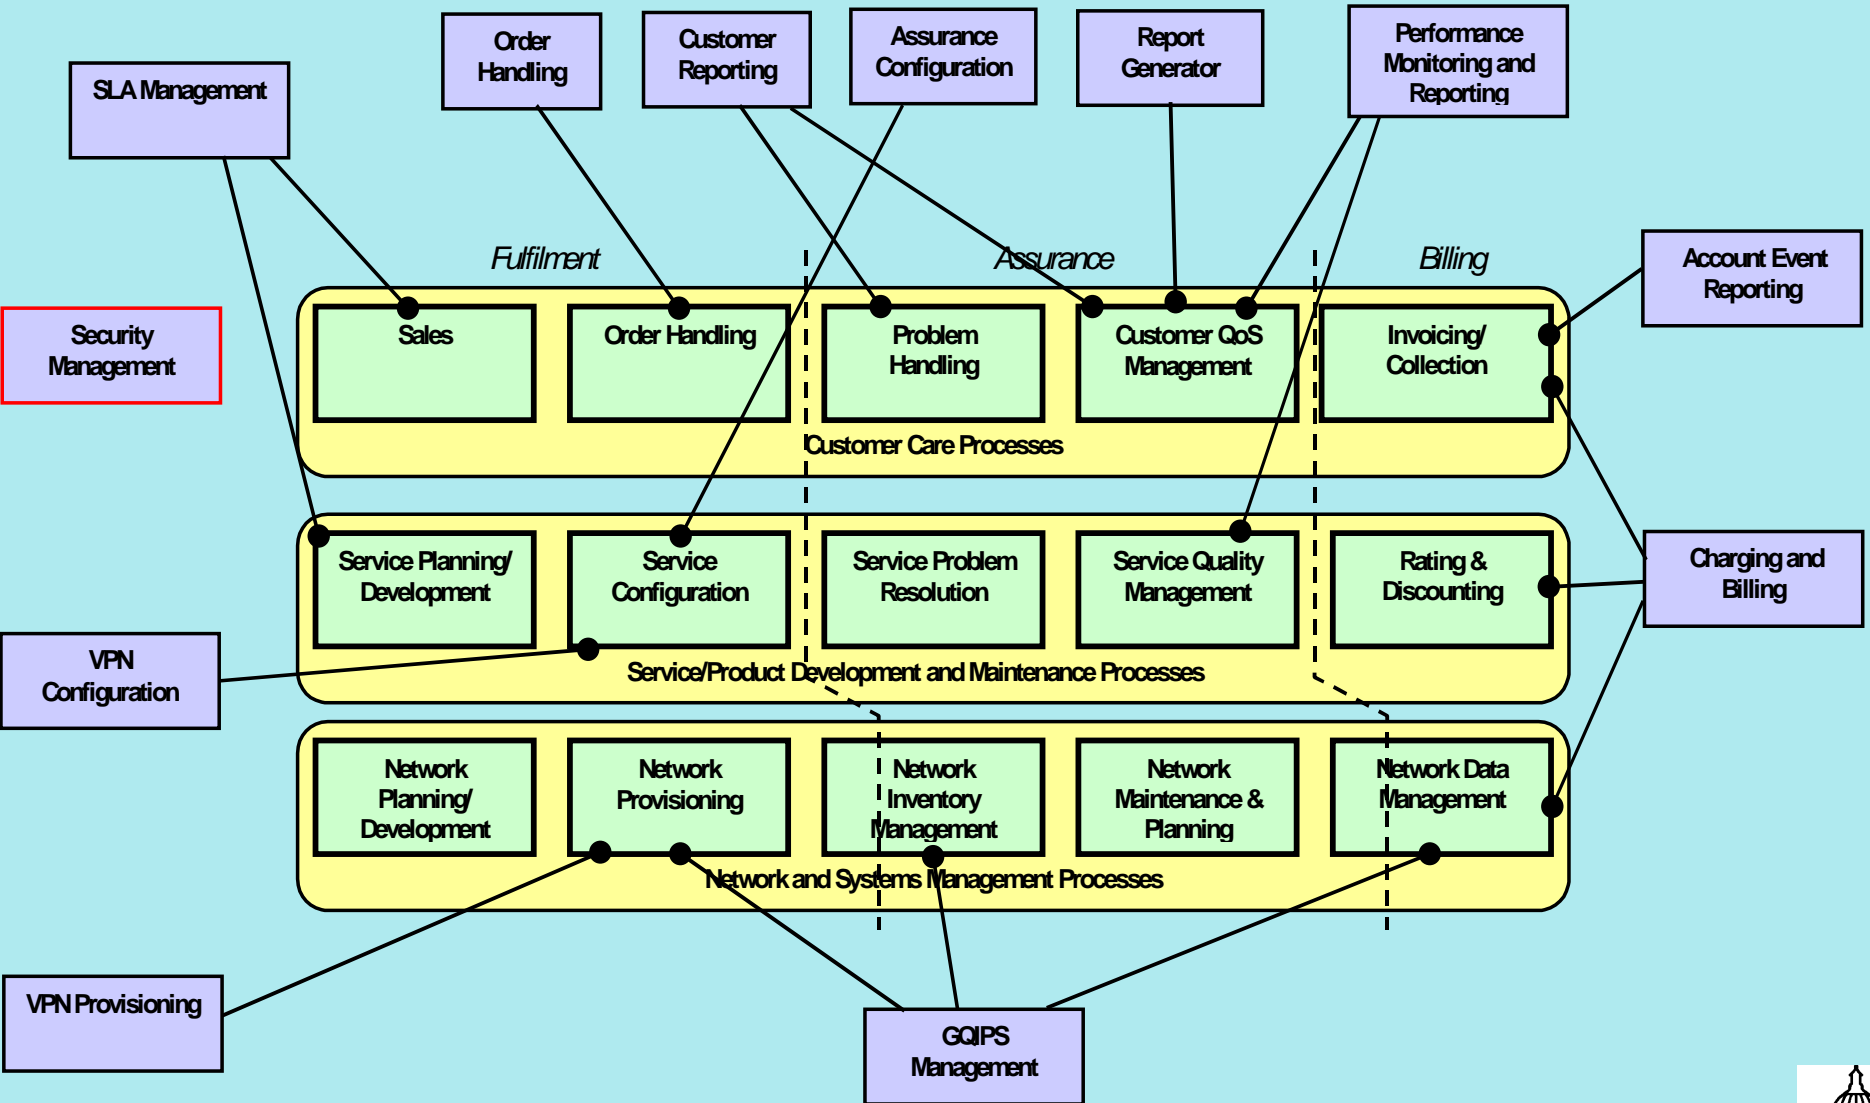 Order
Handling
Customer
Reporting
Assurance
Configuration
Report
Generator
Performance
Monitoring and
Reporting
SLA Management
Fulfilment
Assurance
Billing
Account Event
Reporting
Security
Management
Sales
Order Handling
Problem
Handling
Customer QoS
Management
Invoicing/
Collection
Customer Care Processes
Service Planning/
Development
Service
Configuration
Service Problem
Resolution
Service Quality
Management
Rating &
Discounting
Charging and
Billing
Service/Product Development and Maintenance Processes
VPN
Configuration
Network
Planning/
Development
Network
Provisioning
Network
Inventory
Management
Network
Maintenance &
Planning
Network Data
Management
Network and Systems Management Processes
VPN Provisioning
GQIPS
Management